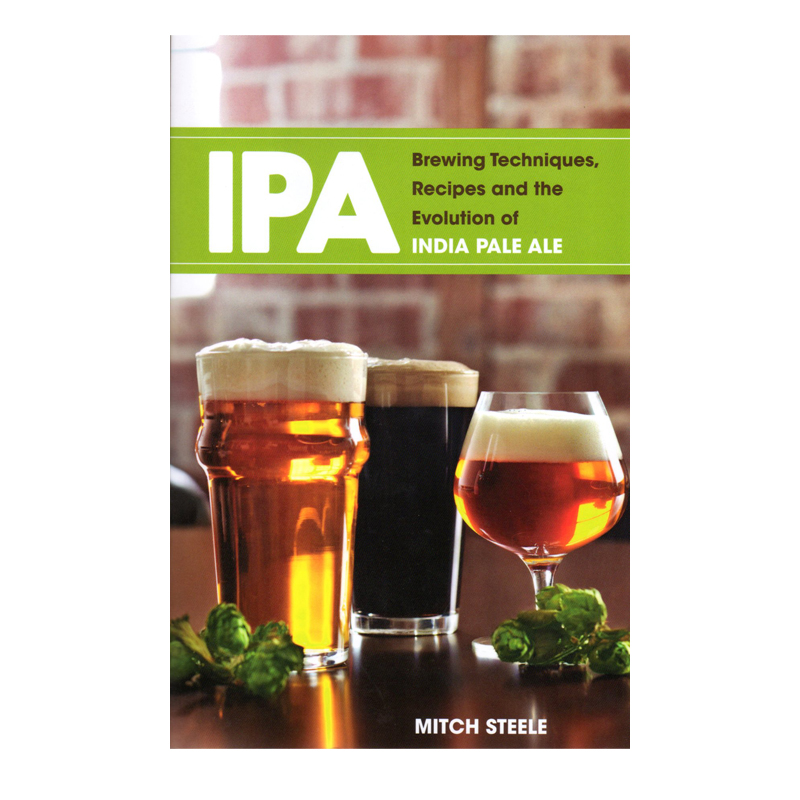 IPA
Brewing Techniques,
Recipes and the
Evolution of
INDIA PALE ALE
MITCH STEELE